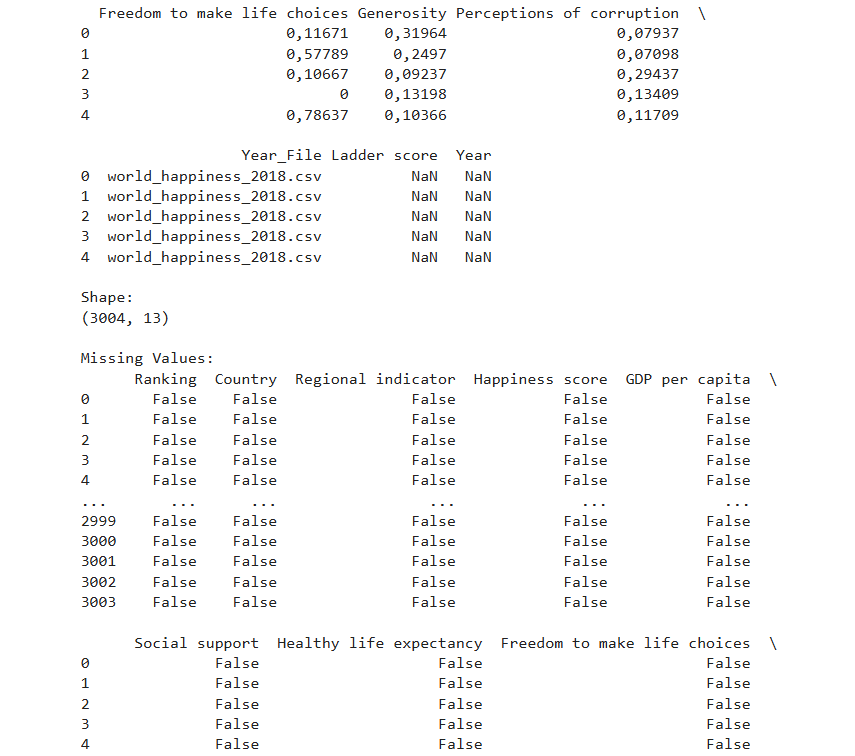 Freedom to make life choices Generosity Perceptions of corruption \
0 0,11671 0,31964 0,07937
1 0,57789 0,2497 0,07098
2 0,10667 0,09237 0,29437
3 0 0,13198 0,13409
4 0,78637 0,10366 0,11709
Year_File Ladder score Year
0 world_happiness_2018.csv NaN NaN
1 world_happiness_2018.csv NaN NaN
2 world_happiness_2018.csv NaN NaN
3 world_happiness_2018.csv NaN NaN
4 world_happiness_2018.csv NaN NaN
Shape:
(3004, 13)
Missing Values:
Ranking Country Regional indicator Happiness score GDP per capita \
0 False False False False False
1 False False False False False
2 False False False False False
3 False False False False False
4 False False False False False
... ... ... ... ... ...
2999 False False False False False
3000 False False False False False
3001 False False False False False
3002 False False False False False
3003 False False False False False
Social support Healthy life expectancy Freedom to make life choices \
0 False False False
1 False False False
2 False False False
3 False False False
4 False False False